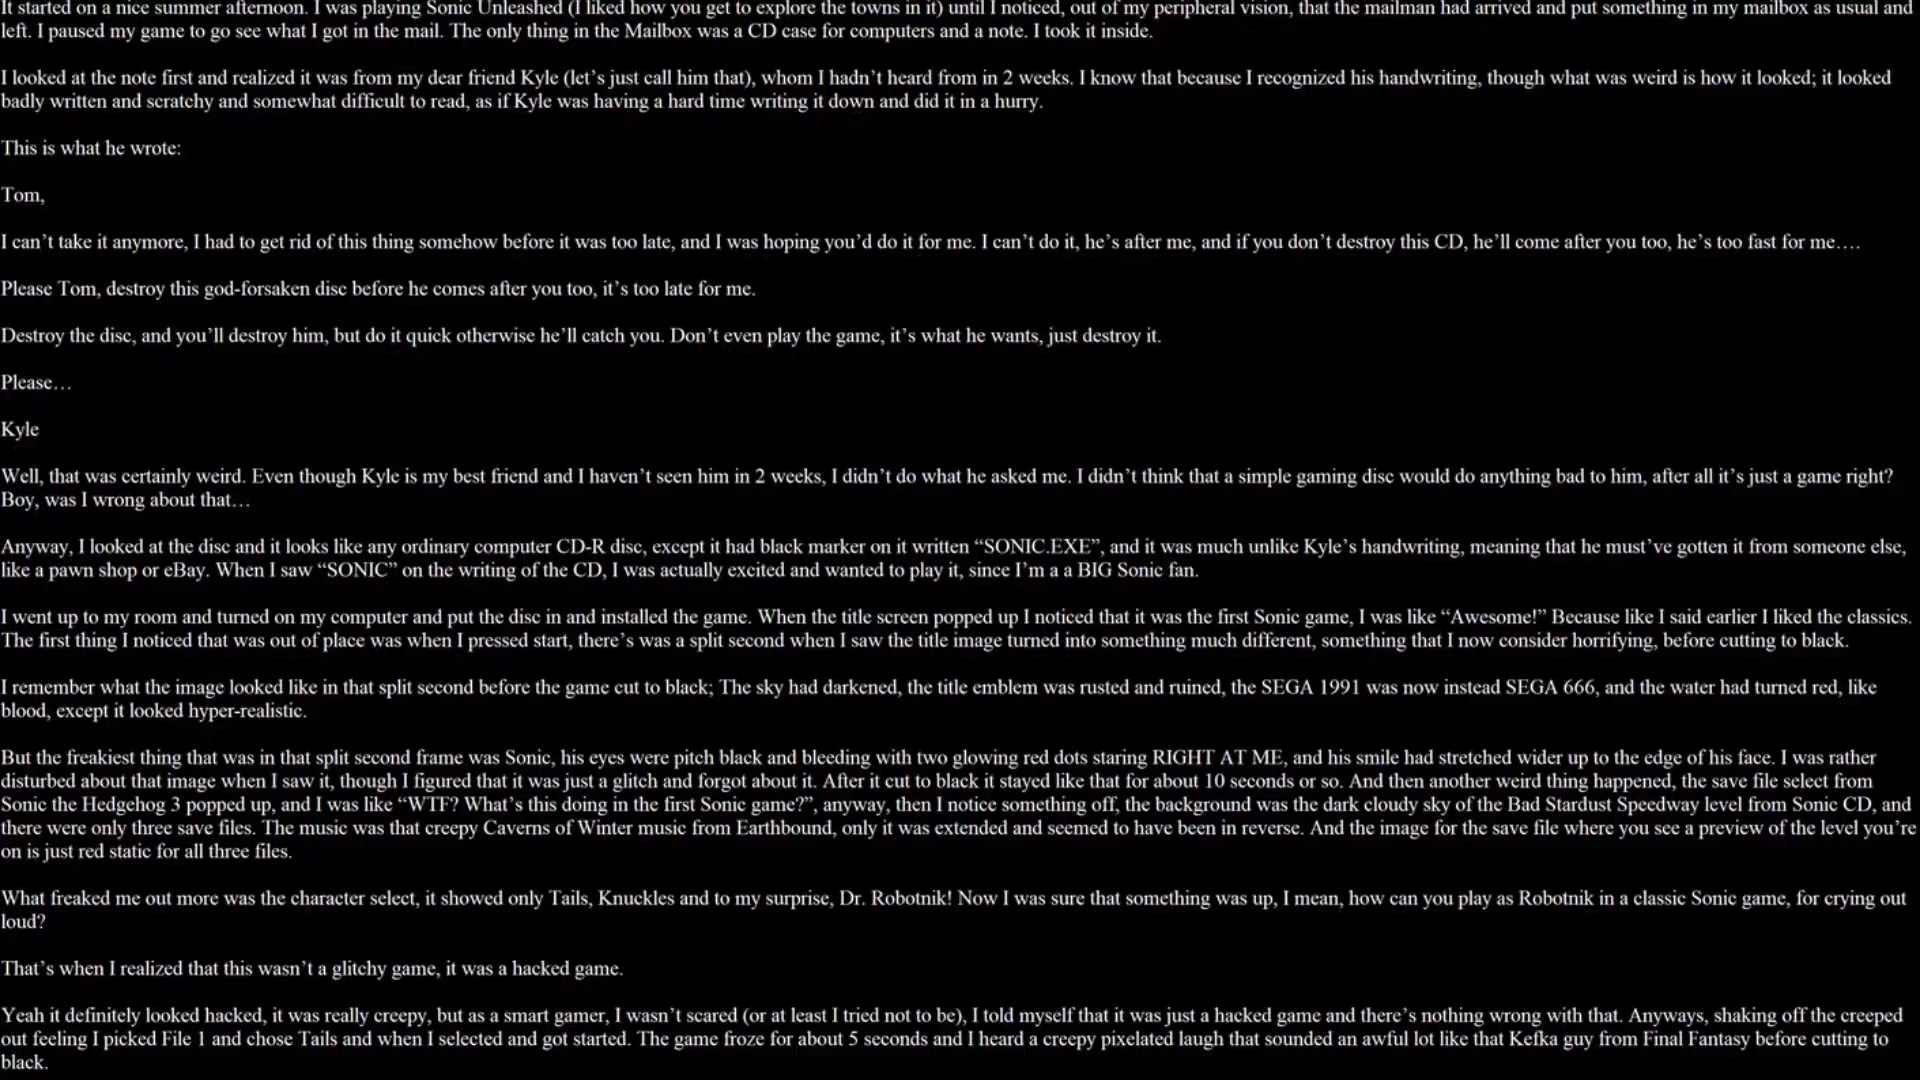 It started on a nice summer afternoon. I was playing Sonic Unleashed (I liked how you get to explore the towns in it) until I noticed, out of my peripheral vision, that the mailman had arrived and put something in my mailbox as usual and
left. I paused my game to go see what I got in the mail. The only thing in the Mailbox was a CD case for computers and a note. I took it inside.
I looked at the note first and realized it was from my dear friend Kyle (let’s just call him that), whom I hadn’t heard from in 2 weeks. I know that because I recognized his handwriting, though what was weird is how it looked; it looked
badly written and scratchy and somewhat difficult to read, as if Kyle was having a hard time writing it down and did it in a hurry.
This is what he wrote:
Tom,
I can’t take it anymore, I had to get rid of this thing somehow before it was too late, and I was hoping you’d do it for me. I can’t do it, he’s after me, and if you don’t destroy this CD, he’ll come after you too, he’s too fast for me….
Please Tom, destroy this god-forsaken disc before he comes after you too, it’s too late for me.
Destroy the disc, and you’ll destroy him, but do it quick otherwise he’ll catch you. Don’t even play the game, it’s what he wants, just destroy it.
Please…
Kyle
Well, that was certainly weird. Even though Kyle is my best friend and I haven’t seen him in 2 weeks, I didn’t do what he asked me. I didn’t think that a simple gaming disc would do anything bad to him, after all it’s just a game right?
Boy, was I wrong about that…
Anyway, I looked at the disc and it looks like any ordinary computer CD-R disc, except it had black marker on it written “SONIC.EXE”, and it was much unlike Kyle’s handwriting, meaning that he must’ve gotten it from someone else,
like a pawn shop or eBay. When I saw “SONIC” on the writing of the CD, I was actually excited and wanted to play it, since I’m a a BIG Sonic fan.
I went up to my room and turned on my computer and put the disc in and installed the game. When the title screen popped up I noticed that it was the first Sonic game, I was like “Awesome!” Because like I said earlier I liked the classics.
The first thing I noticed that was out of place was when I pressed start, there’s was a split second when I saw the title image turned into something much different, something that I now consider horrifying, before cutting to black.
I remember what the image looked like in that split second before the game cut to black; The sky had darkened, the title emblem was rusted and ruined, the SEGA 1991 was now instead SEGA 666, and the water had turned red, like
blood, except it looked hyper-realistic.
But the freakiest thing that was in that split second frame was Sonic, his eyes were pitch black and bleeding with two glowing red dots staring RIGHT AT ME, and his smile had stretched wider up to the edge of his face. I was rather
disturbed about that image when I saw it, though I figured that it was just a glitch and forgot about it. After it cut to black it stayed like that for about 10 seconds or so. And then another weird thing happened, the save file select from
Sonic the Hedgehog 3 popped up, and I was like “WTF? What’s this doing in the first Sonic game?”, anyway, then I notice something off, the background was the dark cloudy sky of the Bad Stardust Speedway level from Sonic CD, and
there were only three save files. The music was that creepy Caverns of Winter music from Earthbound, only it was extended and seemed to have been in reverse. And the image for the save file where you see a preview of the level you’re
on is just red static for all three files.
What freaked me out more was the character select, it showed only Tails, Knuckles and to my surprise, Dr. Robotnik! Now I was sure that something was up, I mean, how can you play as Robotnik in a classic Sonic game, for crying out
loud?
That’s when I realized that this wasn’t a glitchy game, it was a hacked game.
Yeah it definitely looked hacked, it was really creepy, but as a smart gamer, I wasn’t scared (or at least I tried not to be), I told myself that it was just a hacked game and there’s nothing wrong with that. Anyways, shaking off the creeped
out feeling I picked File 1 and chose Tails and when I selected and got started. The game froze for about 5 seconds and I heard a creepy pixelated laugh that sounded an awful lot like that Kefka guy from Final Fantasy before cutting to
black.